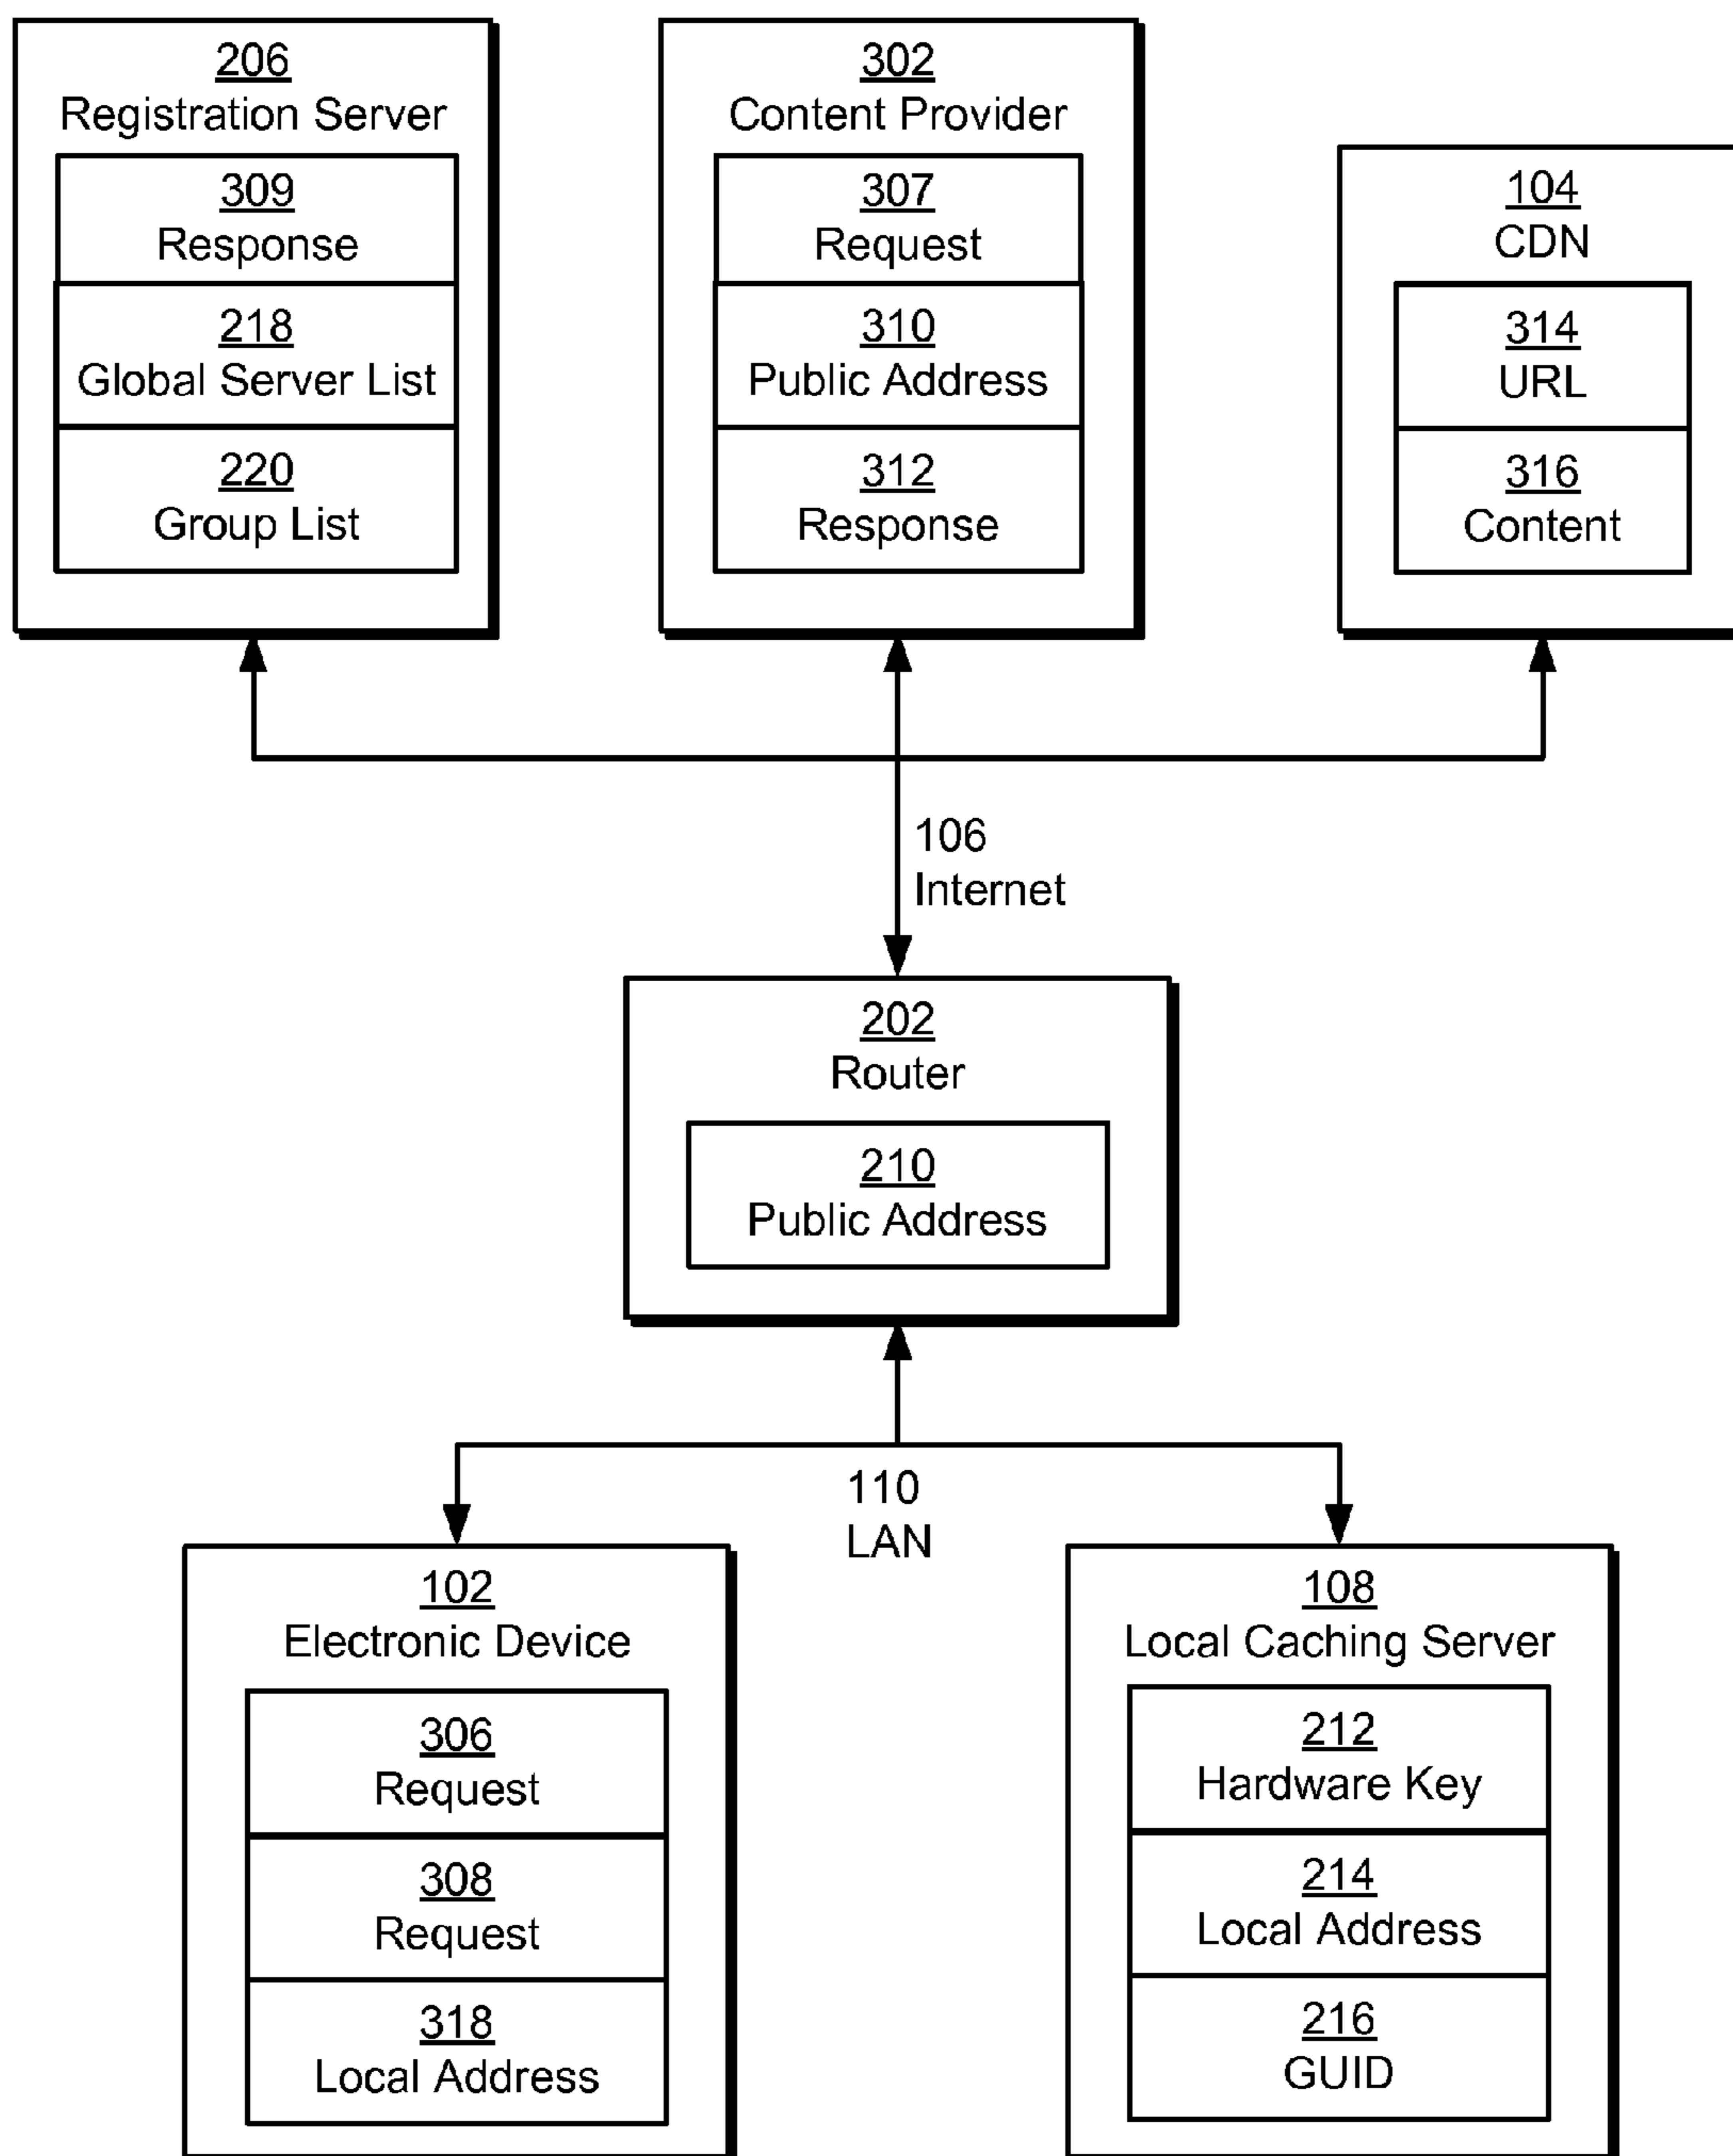 206
Registration Server
309
Response
218
Global Server List
220
Group List
302
Content Provider
307
Request
310
Public Address
312
Response
104
CDN
314
URL
316
Content
106
Internet
202
Router
210
Public Address
110
LAN
102
Electronic Device
306
Request
308
Request
318
Local Address
108
Local Caching Server
212
Hardware Key
214
Local Address
216
GUID